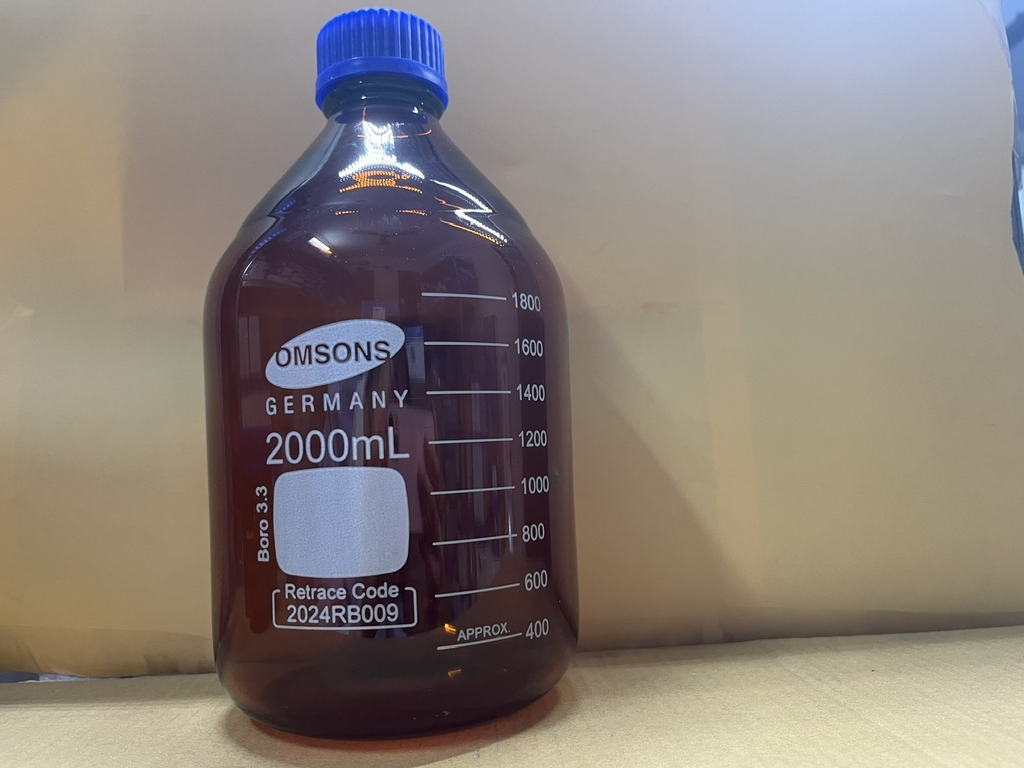 OMSONS
GERMANY
2000mL
Boro 3.3
Retrace Code
2024RB009
1800
1600
1400
1200
1000
800
600
APPROX. 400